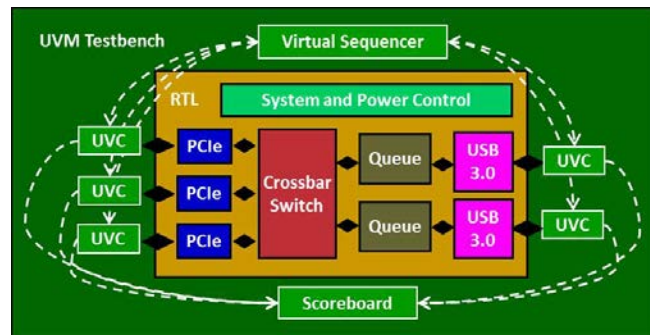 UVM Testbench
Virtual Sequencer
RTL
System and Power Control
UVC
PCIe
Crossbar
Switch
Queue
USB
3.0
UVC
UVC
PCIe
UVC
PCIe
Queue
USB
3.0
UVC
Scoreboard